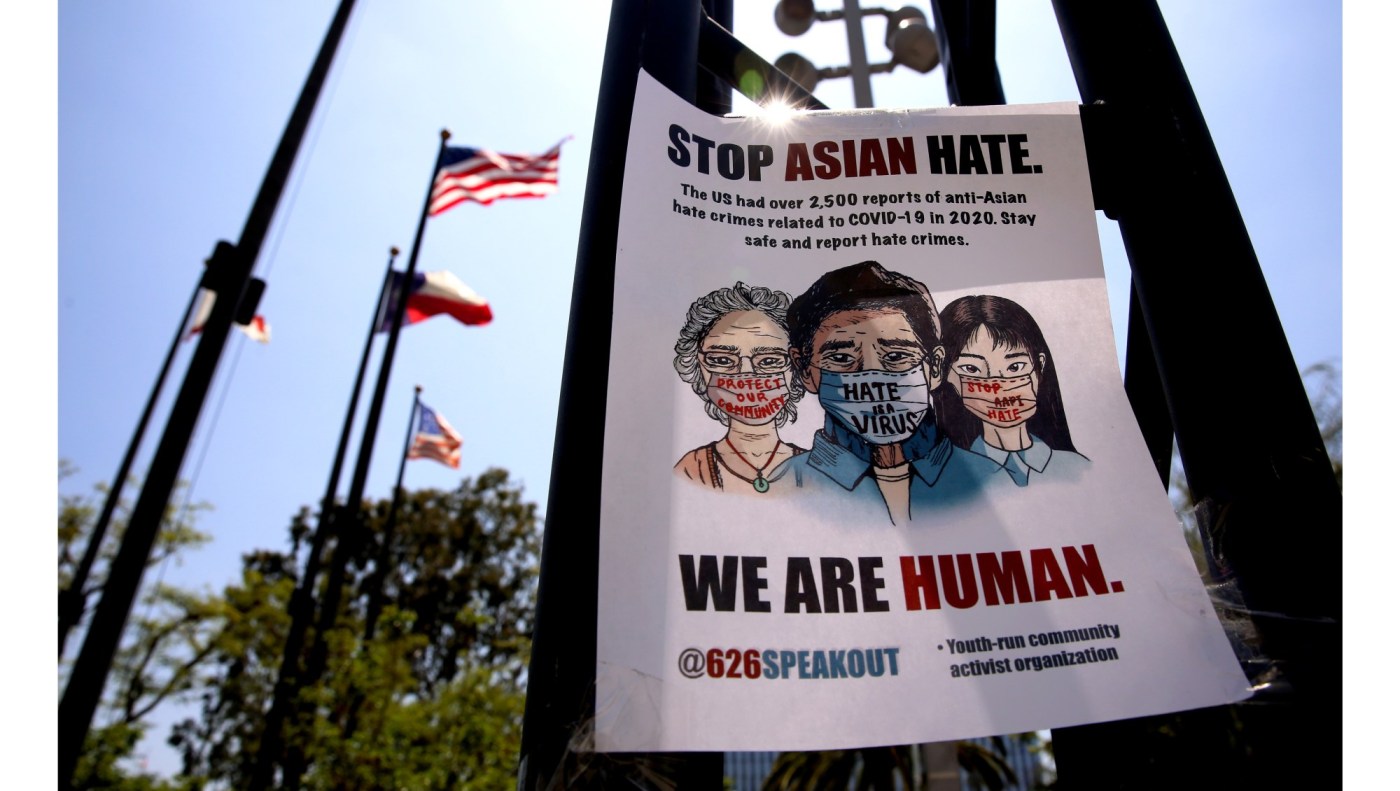 STOP ASIAN HATE.
The US had over 2,500 reports of anti-Asian
hate crimes related to COVID-19 in 2020. Stay
safe and report hate crimes.
PROTECT
OUR
COMMUNITY
HATE
IS A
VIRUS
STOP
AAPI
HATE
WE ARE HUMAN.
@626SPEAKOUT
• Youth-run community
activist organization